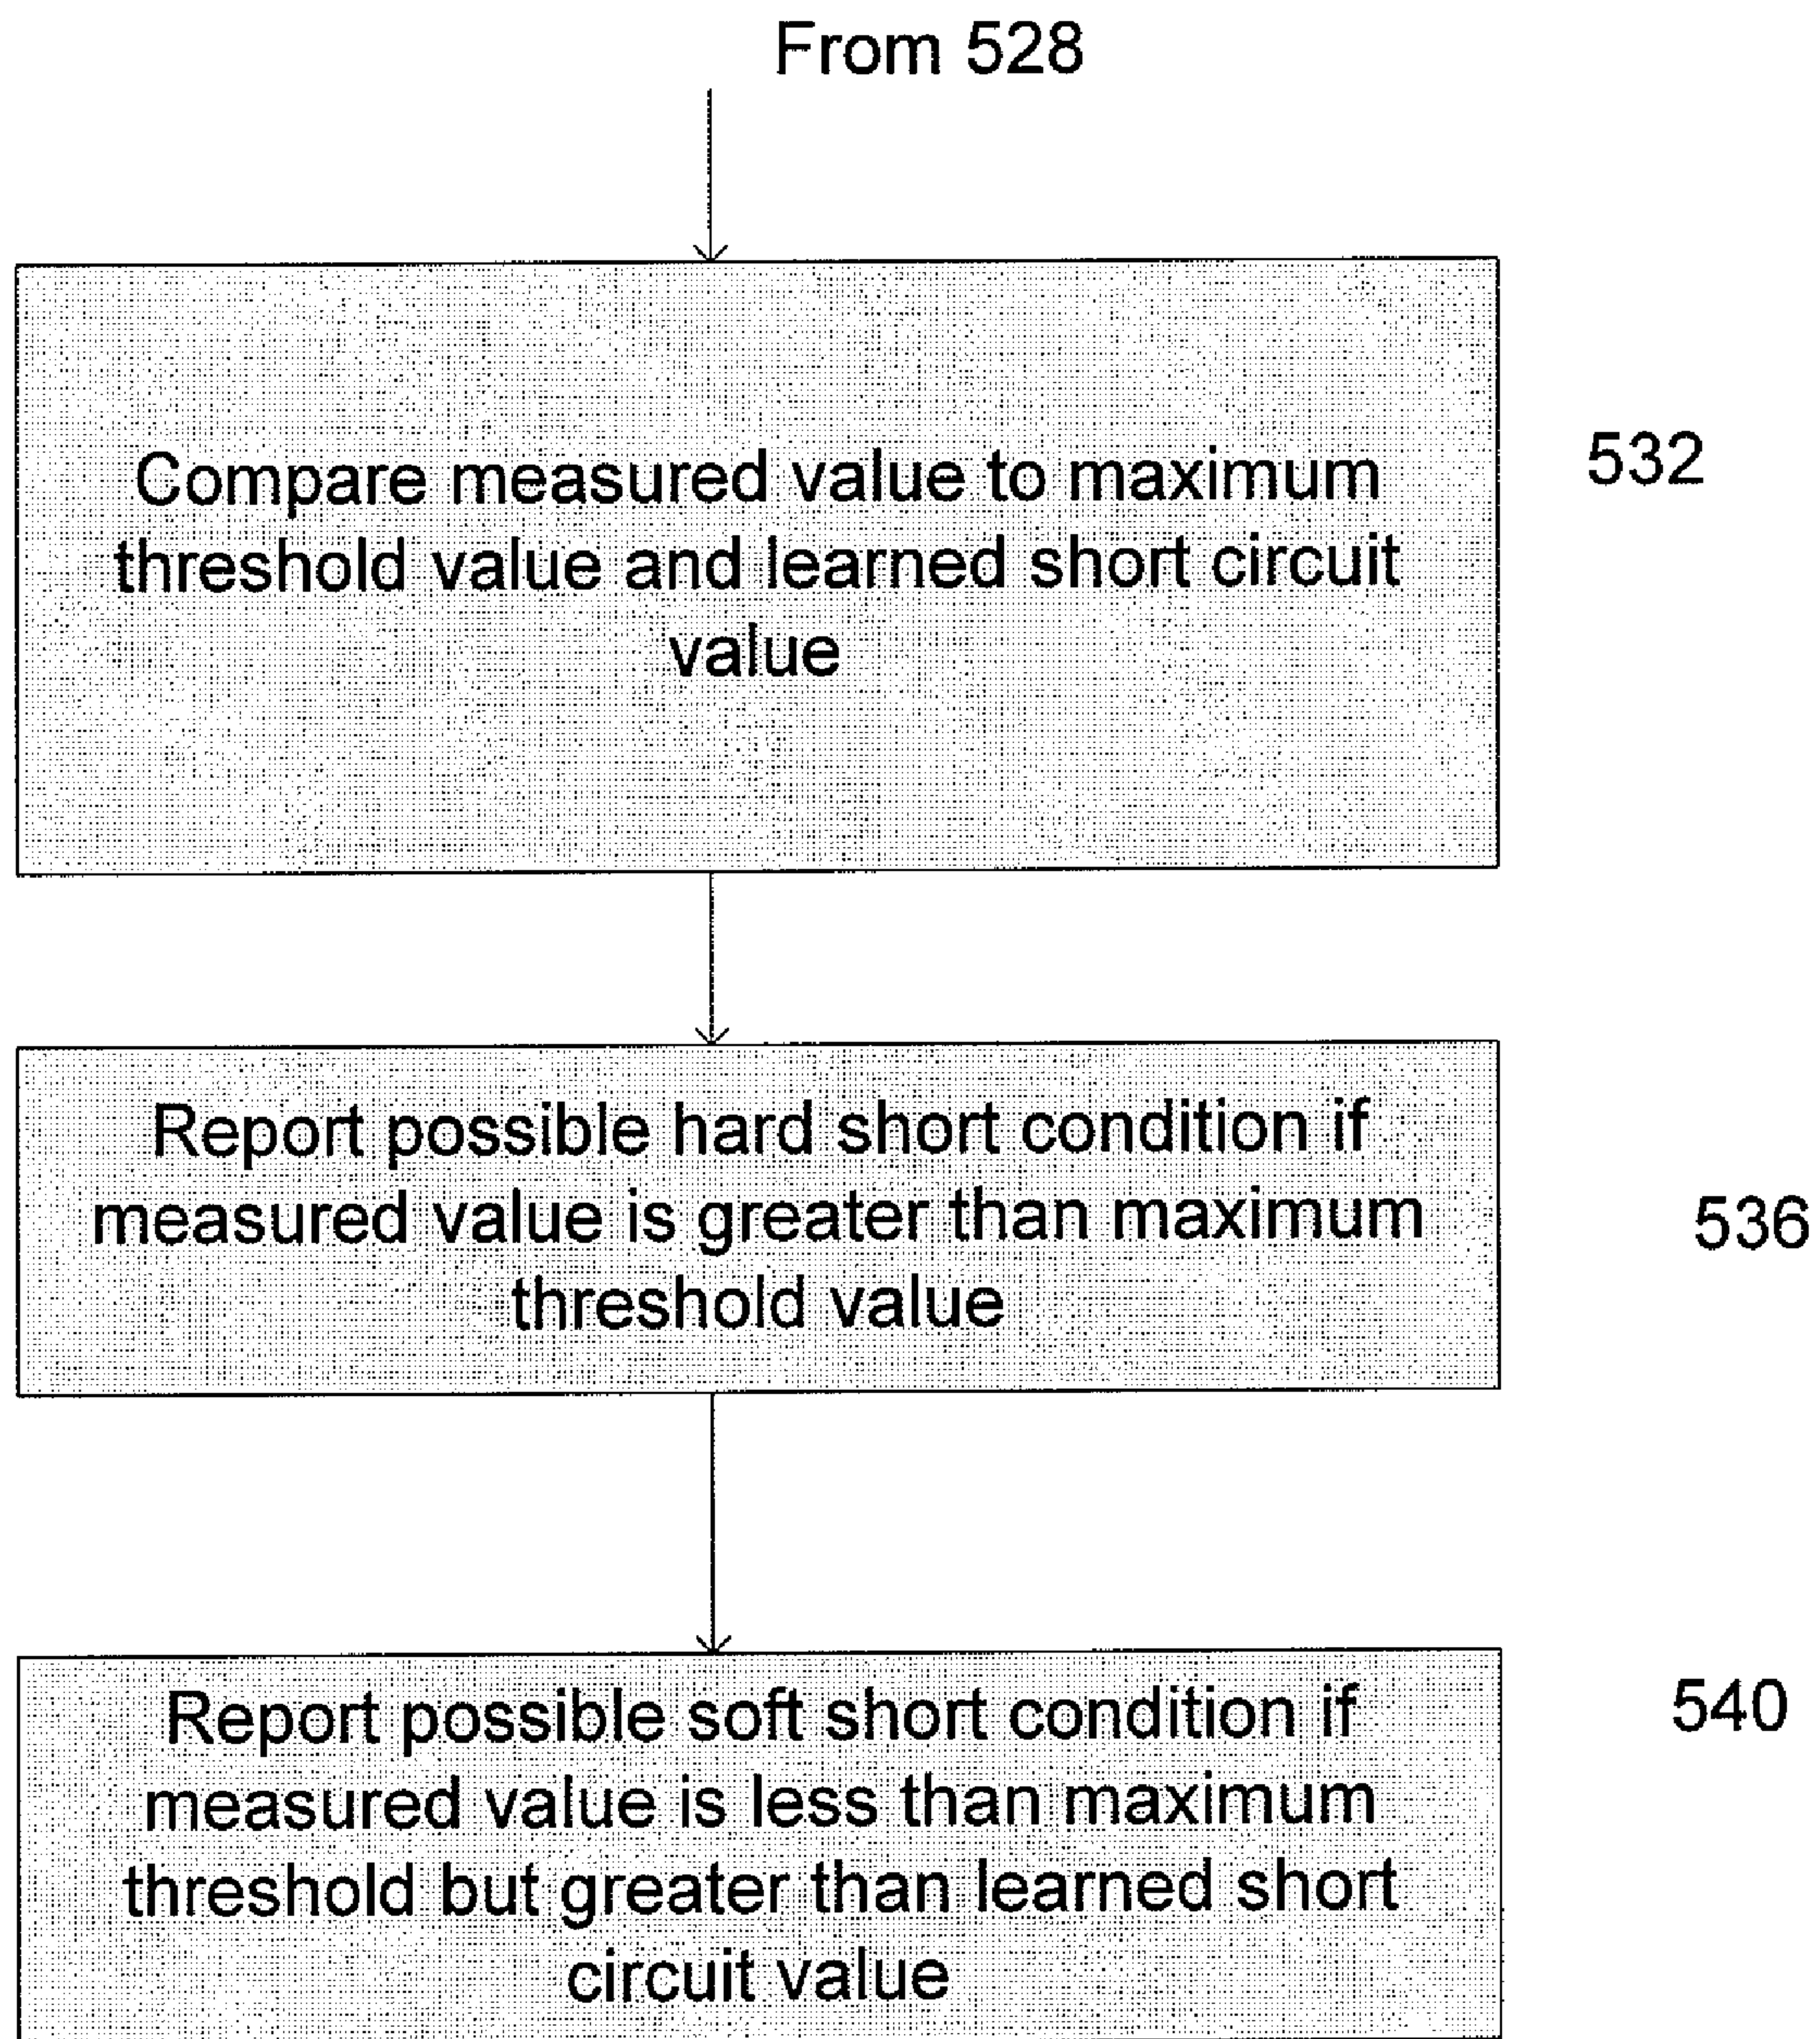 From 528
Compare measured value to maximum
threshold value and learned short circuit
value
532
Report possible hard short condition if
measured value is greater than maximum
threshold value
536
Report possible soft short condition if
measured value is less than maximum
threshold but greater than learned short
circuit value
540